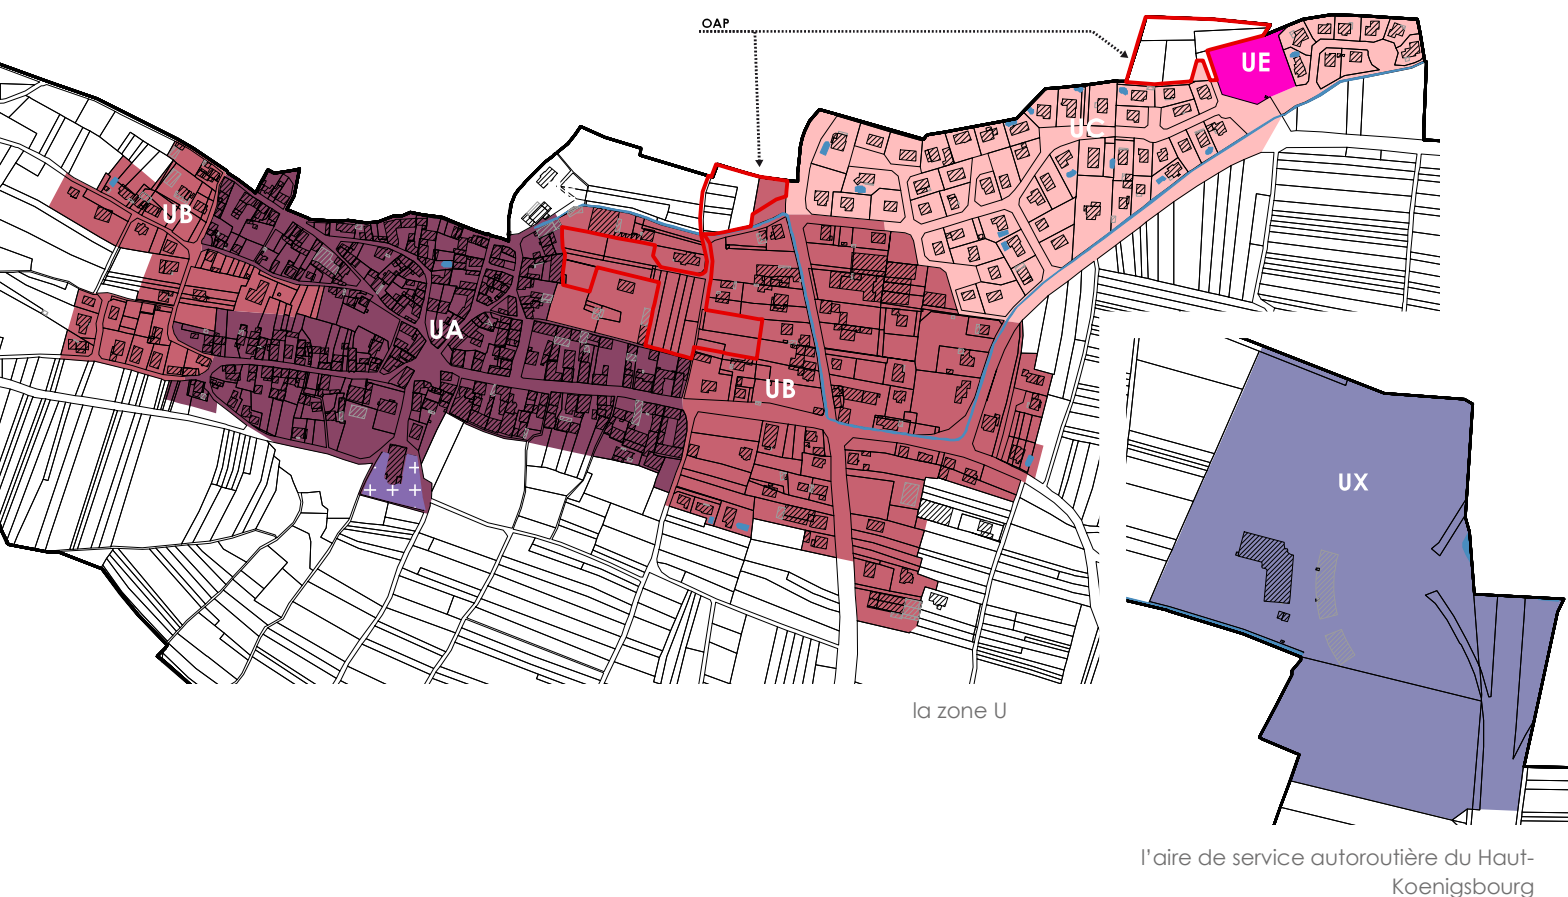 OAP
UE
UC
UB
UA
UB
UX
la zone U
l'aire de service autoroutière du Haut-
Koenigsbourg